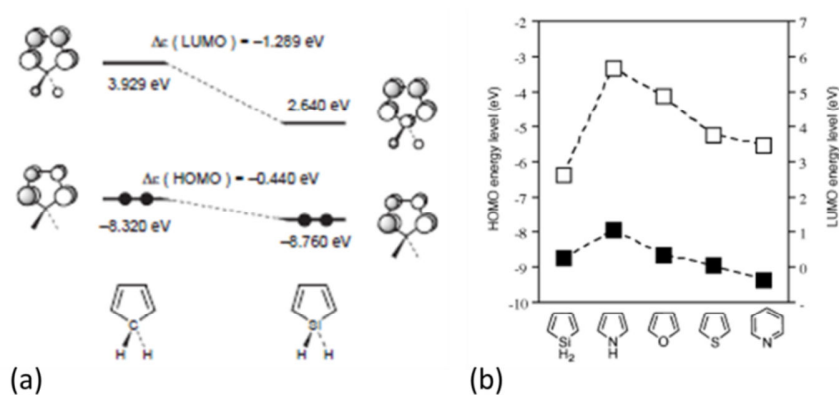 Δε ( LUMO ) = –1.289 eV
3.929 eV
2.640 eV
Δε ( HOMO ) = –0.440 eV
–8.320 eV
–8.760 eV
C
H H
Si
H H
(a)
HOMO energy level (eV)
-2
-3
-4
-5
-6
-7
-8
-9
-10
7
6
5
4
3
2
1
0
-
LUMO energy level (eV)
Si
H2
N
H
O
S
N
(b)